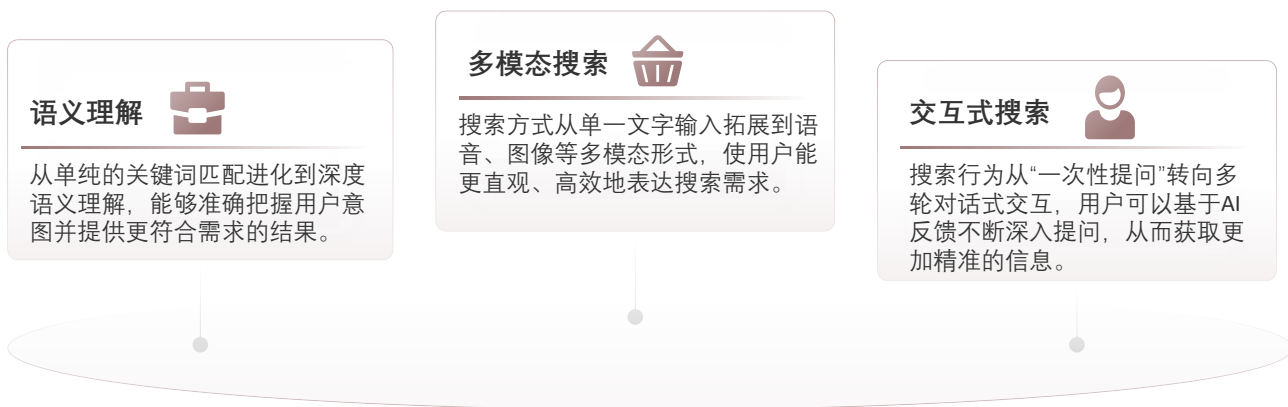 语义理解
从单纯的关键词匹配进化到深度
语义理解，能够准确把握用户意
图并提供更符合需求的结果。
多模态搜索
搜索方式从单一文字输入拓展到语
音、图像等多模态形式，使用户能
更直观、高效地表达搜索需求。
交互式搜索
搜索行为从“一次性提问”转向多
轮对话式交互，用户可以基于AI
反馈不断深入提问，从而获取更
加精准的信息。